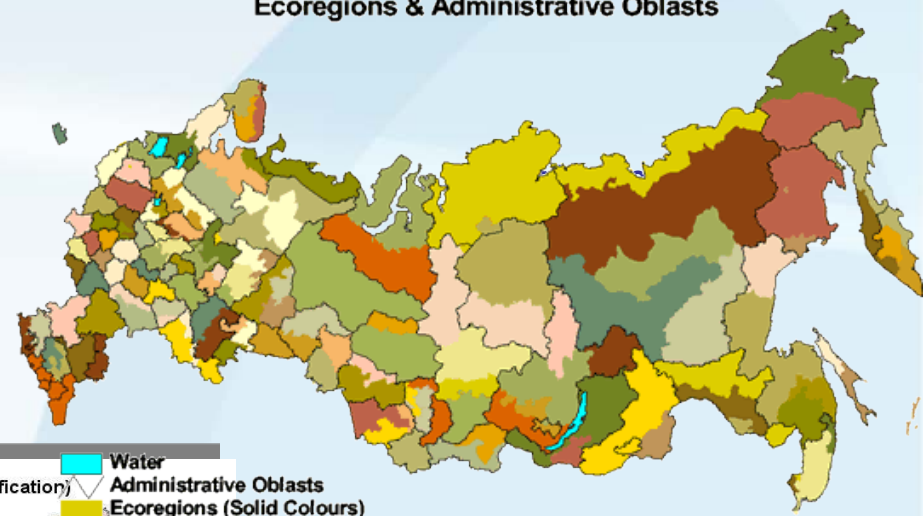 Ecoregions & Administrative Oblasts
Water
fication) Administrative Oblasts
Ecoregions (Solid Colours)